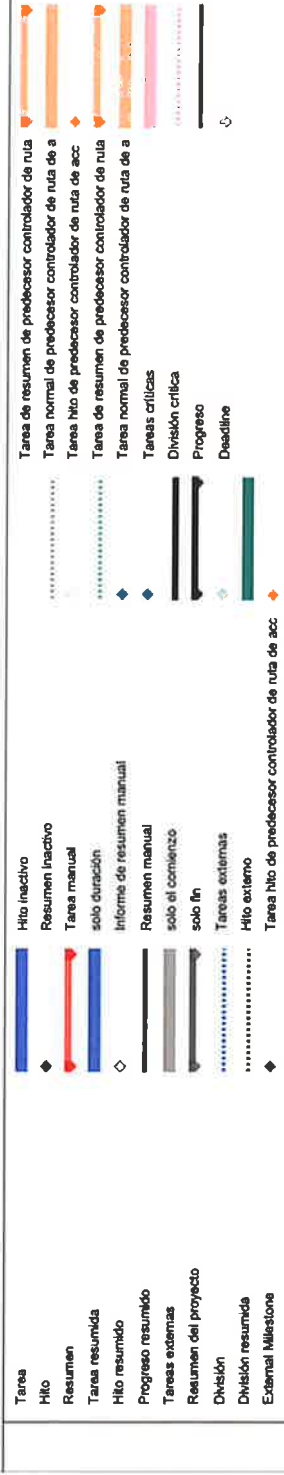 Tarea
Hito
Resumen
Tarea resumida
Hito resumido
Progreso resumido
Tareas externas
Resumen del proyecto
División
División resumida
External Milestone
Hito inactivo
Resumen inactivo
Tarea manual
solo duración
Informe de resumen manual
Resumen manual
solo el comienzo
solo fin
Tareas externas
Hito externo
Tarea hito de predecesor controlador de ruta de acc
Tarea de resumen de predecesor controlador de ruta
Tarea normal de predecesor controlador de ruta de a
Tarea hito de predecesor controlador de ruta de acc
Tarea de resumen de predecesor controlador de ruta
Tarea normal de predecesor controlador de ruta de a
Tareas críticas
División crítica
Progreso
Deadline